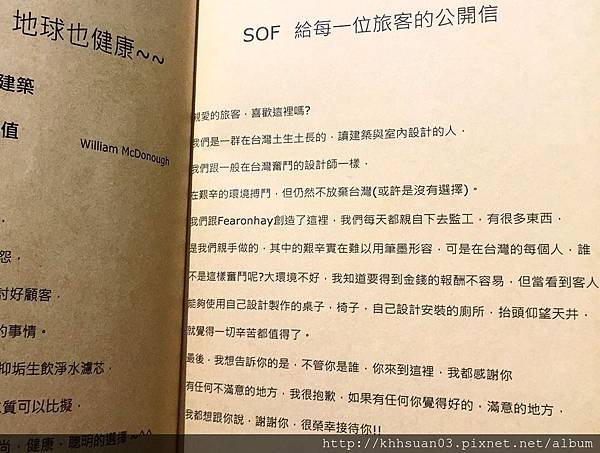 地球也健康~~
建築
值
William McDonough
，
怨，
討好顧客，
的事情。
抑垢生飲淨水濾芯，
質可以比擬，
尚，健康，聰明的選擇~^^
SOF 給每一位旅客的公開信
親愛的旅客，喜歡這裡嗎?
我們是一群在台灣土生土長的，讀建築與室內設計的人，
我們跟一般在台灣奮鬥的設計師一樣，
在艱辛的環境搏鬥，但仍然不放棄台灣(或許是沒有選擇)。
我們跟Fearonhay創造了這裡，我們每天都親自下去監工，有很多東西，
是我們親手做的，其中的艱辛實在難以用筆墨形容，可是在台灣的每個人，誰
不是這樣奮鬥呢?大環境不好，我知道要得到金錢的報酬不容易，但當看到客人
能夠使用自己設計製作的桌子，椅子，自己設計安裝的廁所，抬頭仰望天井，
就覺得一切辛苦都值得了。
最後，我想告訴你的是，不管你是誰，你來到這裡，我都感謝你
有任何不滿意的地方，我很抱歉，如果有任何你覺得好的，滿意的地方，
我都想跟你說，謝謝你，很榮幸接待你!!
http://khhsuan03.pixnet.net/album